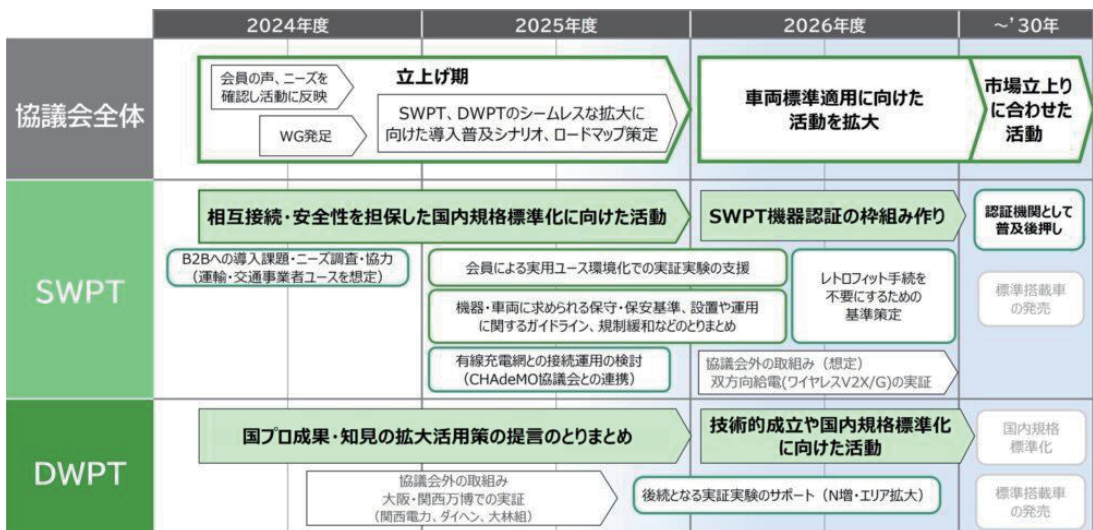 2024年度
2025年度
2026年度
～'30年
協議会全体
会員の声、ニーズを
確認し活動に反映
WG発足
立上げ期
SWPT、DWPTのシームレスな拡大に
向けた導入普及シナリオ、ロードマップ策定
車両標準適用に向けた
活動を拡大
市場立上り
に合わせた
活動
SWPT
相互接続・安全性を担保した国内規格標準化に向けた活動
SWPT機器認証の枠組み作り
認証機関として
普及後押し
B2Bへの導入課題・ニーズ調査・協力
（運輸・交通事業者ユースを想定）
会員による実用ユース環境化での実証実験の支援
機器・車両に求められる保守・保安基準、設置や運用
に関するガイドライン、規制緩和などのとりまとめ
有線充電網との接続運用の検討
（CHAdeMO協議会との連携）
レトロフィット手続を
不要にするための
基準策定
標準搭載車
の発売
協議会外の取組み（想定）
双方向給電(ワイヤレスV2X/G)の実証
DWPT
国プロ成果・知見の拡大活用策の提言のとりまとめ
技術的成立や国内規格標準化
に向けた活動
国内規格
標準化
協議会外の取組み
大阪・関西万博での実証
（関西電力、ダイヘン、大林組）
後続となる実証実験のサポート（N増・エリア拡大）
標準搭載車
の発売